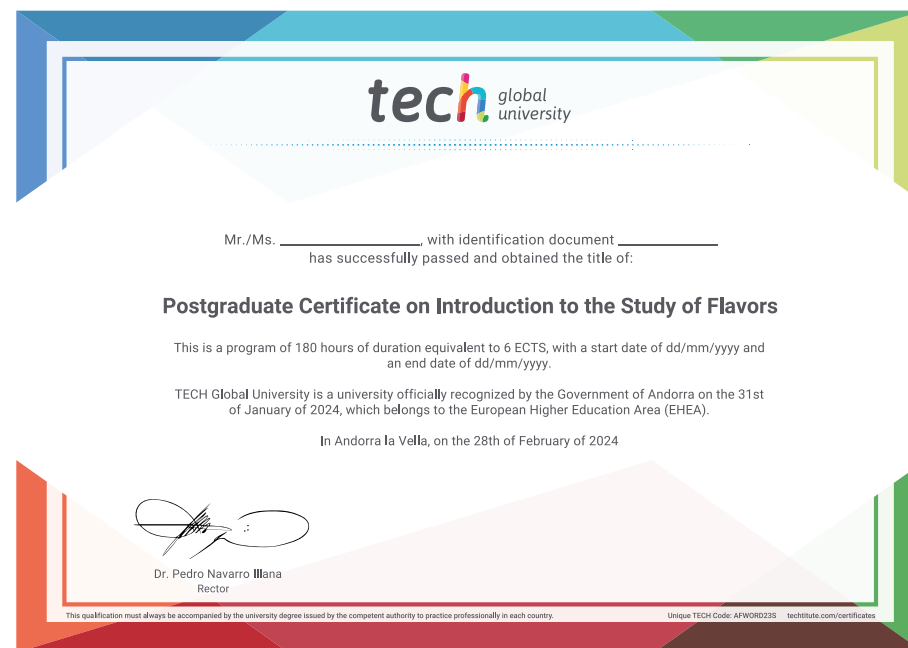 tech global university
Mr./Ms. ____________, with identification document ____________
has successfully passed and obtained the title of:
Postgraduate Certificate on Introduction to the Study of Flavors
This is a program of 180 hours of duration equivalent to 6 ECTS, with a start date of dd/mm/yyyy and
an end date of dd/mm/yyyy.
TECH Global University is a university officially recognized by the Government of Andorra on the 31st
of January of 2024, which belongs to the European Higher Education Area (EHEA).
In Andorra la Vella, on the 28th of February of 2024
Dr. Pedro Navarro Illana
Rector
This qualification must always be accompanied by the university degree issued by the competent authority to practice professionally in each country.
Unique TECH Code: AFWORD23S techtitute.com/certificates